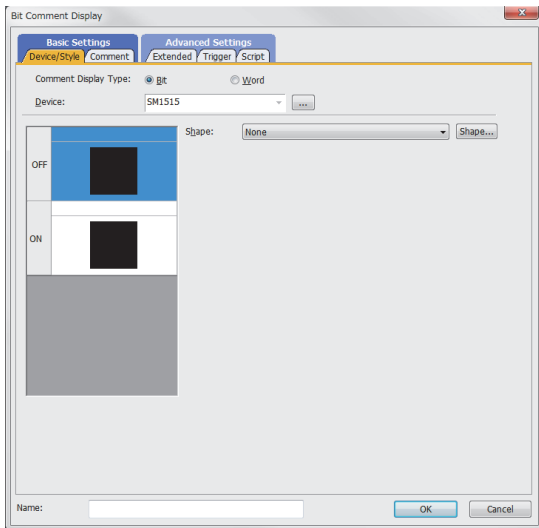 Bit Comment Display
Basic Settings Advanced Settings
Device/Style Comment Extended Trigger Script
Comment Display Type: Bit Word
Device: SM1515 ...
Shape: None Shape...
OFF
ON
Name: OK Cancel